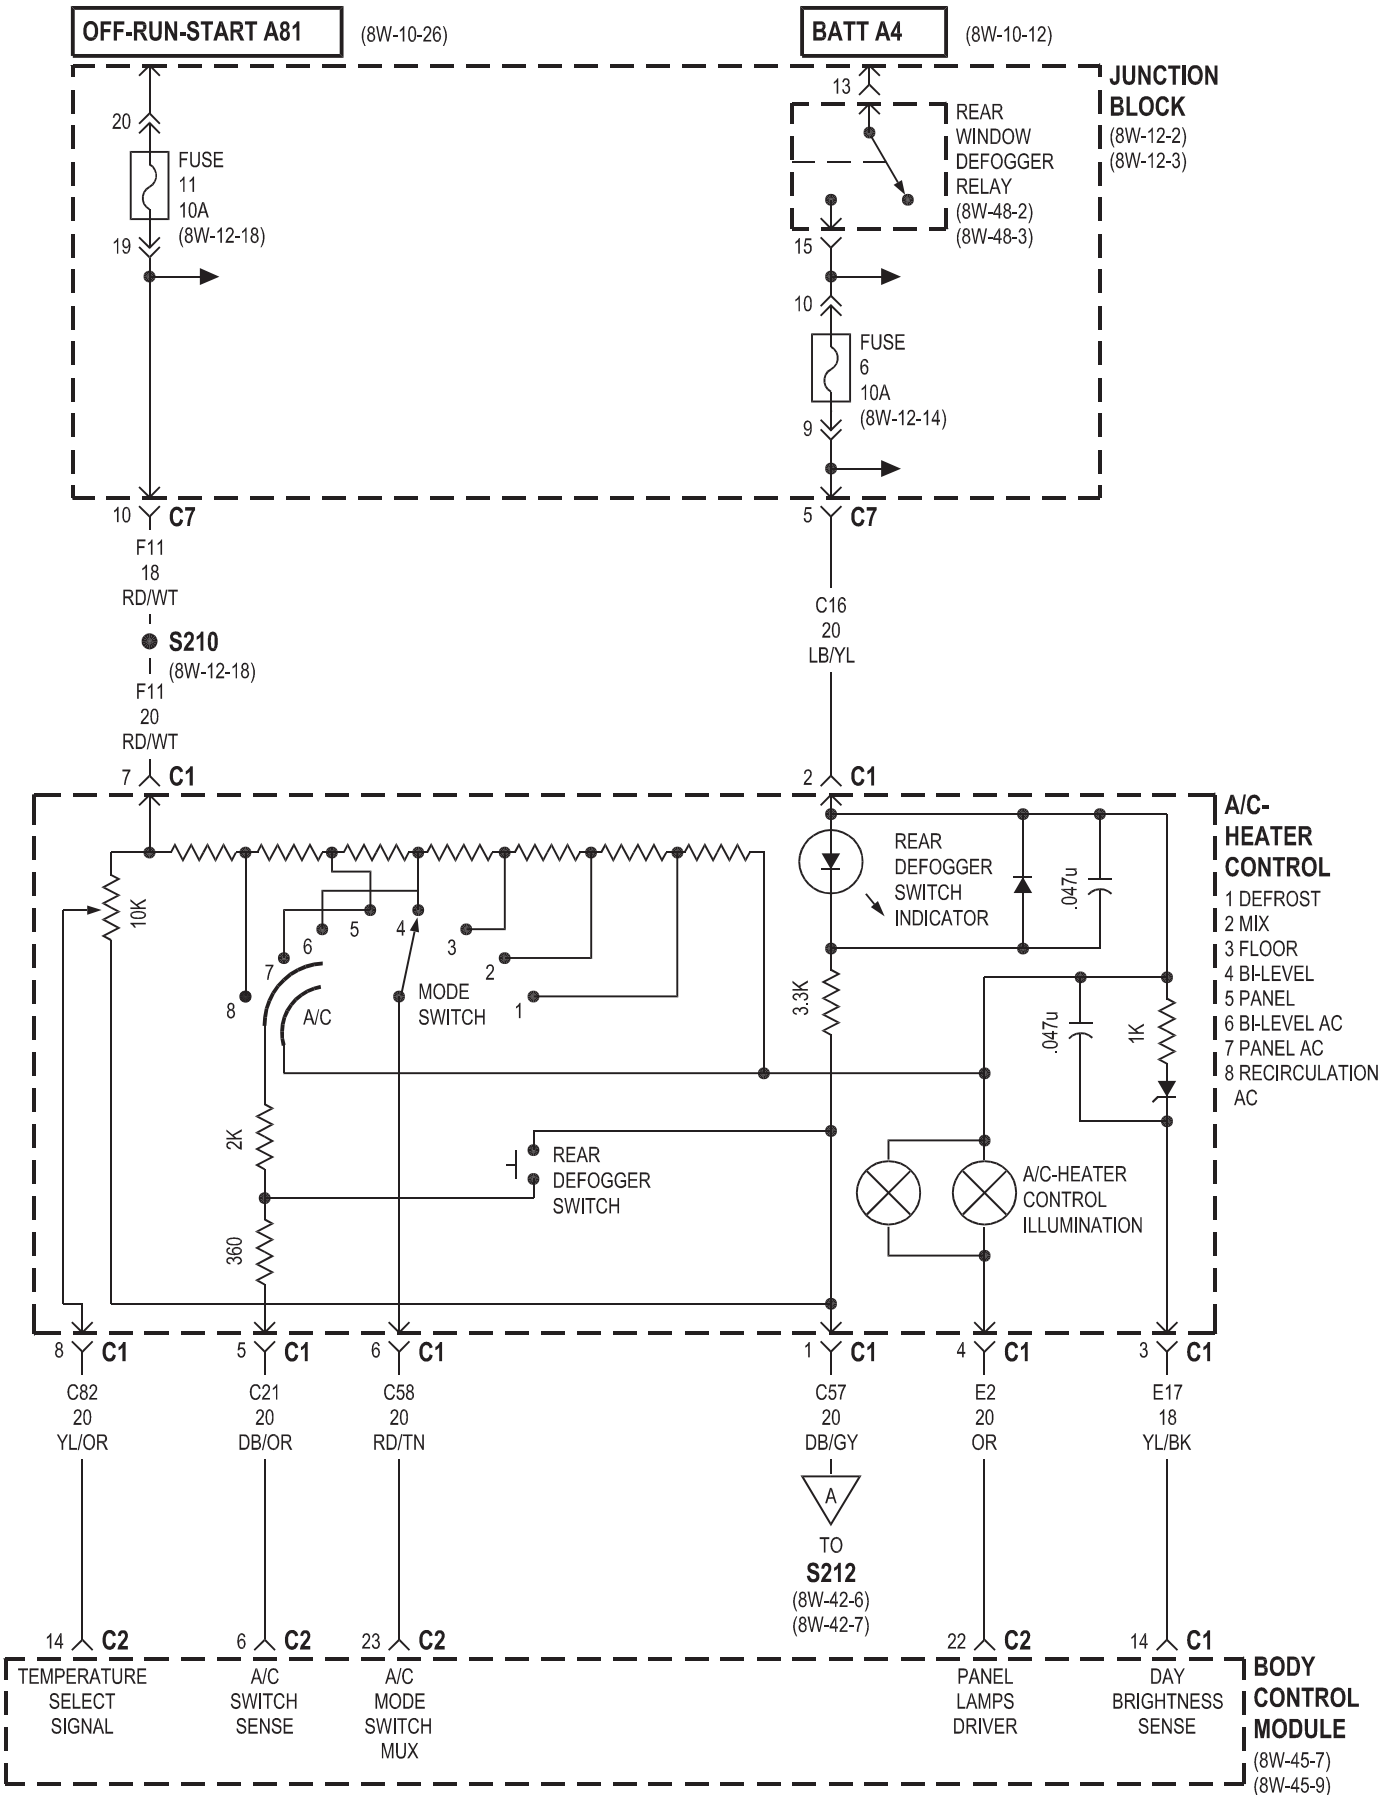 OFF-RUN-START A81
(8W-10-26)
BATT A4
(8W-10-12)
JUNCTION
BLOCK
(8W-12-2)
(8W-12-3)
13
REAR
WINDOW
DEFOGGER
RELAY
(8W-48-2)
(8W-48-3)
20
FUSE
11
10A
(8W-12-18)
19
15
10
FUSE
6
10A
(8W-12-14)
9
10
C7
5
C7
F11
18
RD/WT
S210
(8W-12-18)
F11
20
RD/WT
C16
20
LB/YL
7
C1
2
C1
A/C-
HEATER
CONTROL
1 DEFROST
2 MIX
3 FLOOR
4 BI-LEVEL
5 PANEL
6 BI-LEVEL AC
7 PANEL AC
8 RECIRCULATION
AC
10K
8
7
6
5
4
3
2
1
A/C
MODE
SWITCH
REAR
DEFOGGER
SWITCH
INDICATOR
.047u
3.3K
.047u
1K
2K
360
REAR
DEFOGGER
SWITCH
A/C-HEATER
CONTROL
ILLUMINATION
8
C1
5
C1
6
C1
1
C1
4
C1
3
C1
C82
20
YL/OR
C21
20
DB/OR
C58
20
RD/TN
C57
20
DB/GY
E2
20
OR
E17
18
YL/BK
A
TO
S212
(8W-42-6)
(8W-42-7)
14
C2
6
C2
23
C2
22
C2
14
C1
TEMPERATURE
SELECT
SIGNAL
A/C
SWITCH
SENSE
A/C
MODE
SWITCH
MUX
PANEL
LAMPS
DRIVER
DAY
BRIGHTNESS
SENSE
BODY
CONTROL
MODULE
(8W-45-7)
(8W-45-9)